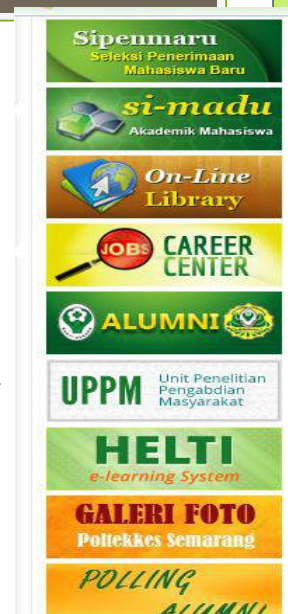 Sipenmaru
Seleksi Penerimaan
Mahasiswa Baru
si-madu
Akademik Mahasiswa
On-Line
Library
JOBS
CAREER
CENTER
ALUMNI
UPPM
Unit Penelitian
Pengabdian
Masyarakat
HELTI
e-learning System
GALERI FOTO
Poltekkes Semarang
POLLING
ALUMNI